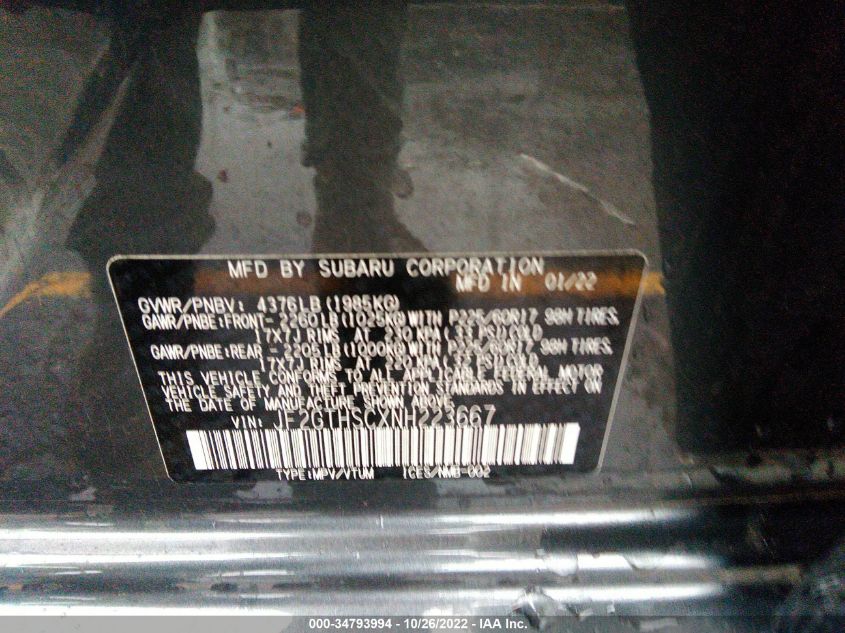 MFD BY SUBARU CORPORATION
MFD IN 01/22
GVWR/PNBV: 4376LB(1985KG)
GAWR/PNBE:FRONT- 2260LB(1025KG)WITH P225/60R17 98H TIRES,
17X7J RIMS AT 230 KPA(33 PSI)COLD
GAWR/PNBE:REAR - 2205LB(1000KG)WITH P225/60R17 98H TIRES,
17X7J RIMS AT 220 KPA(32 PSI)COLD
THIS VEHICLE CONFORMS TO ALL APPLICABLE FEDERAL MOTOR
VEHICLE SAFETY AND THEFT PREVENTION STANDARDS IN EFFECT ON
THE DATE OF MANUFACTURE SHOWN ABOVE.
VIN: JF2GTHSCXNH223667
TYPE:MPV/VTUM ICES/NMB-002
000-34793994 - 10/26/2022 - IAA Inc.